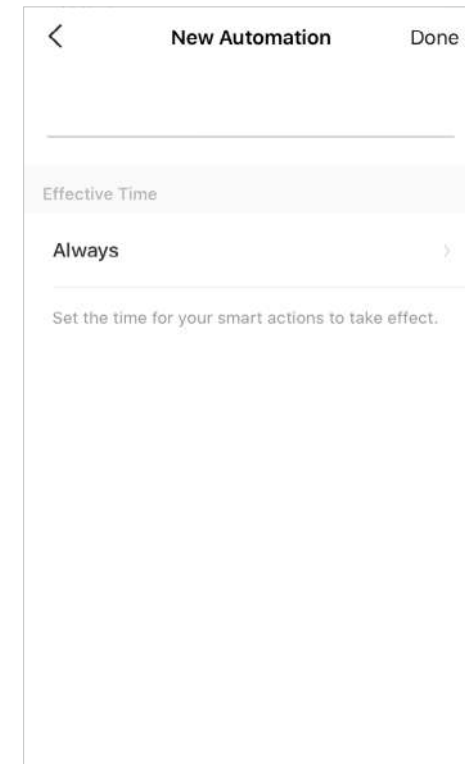 New Automation
Done
Effective Time
Always
Set the time for your smart actions to take effect.